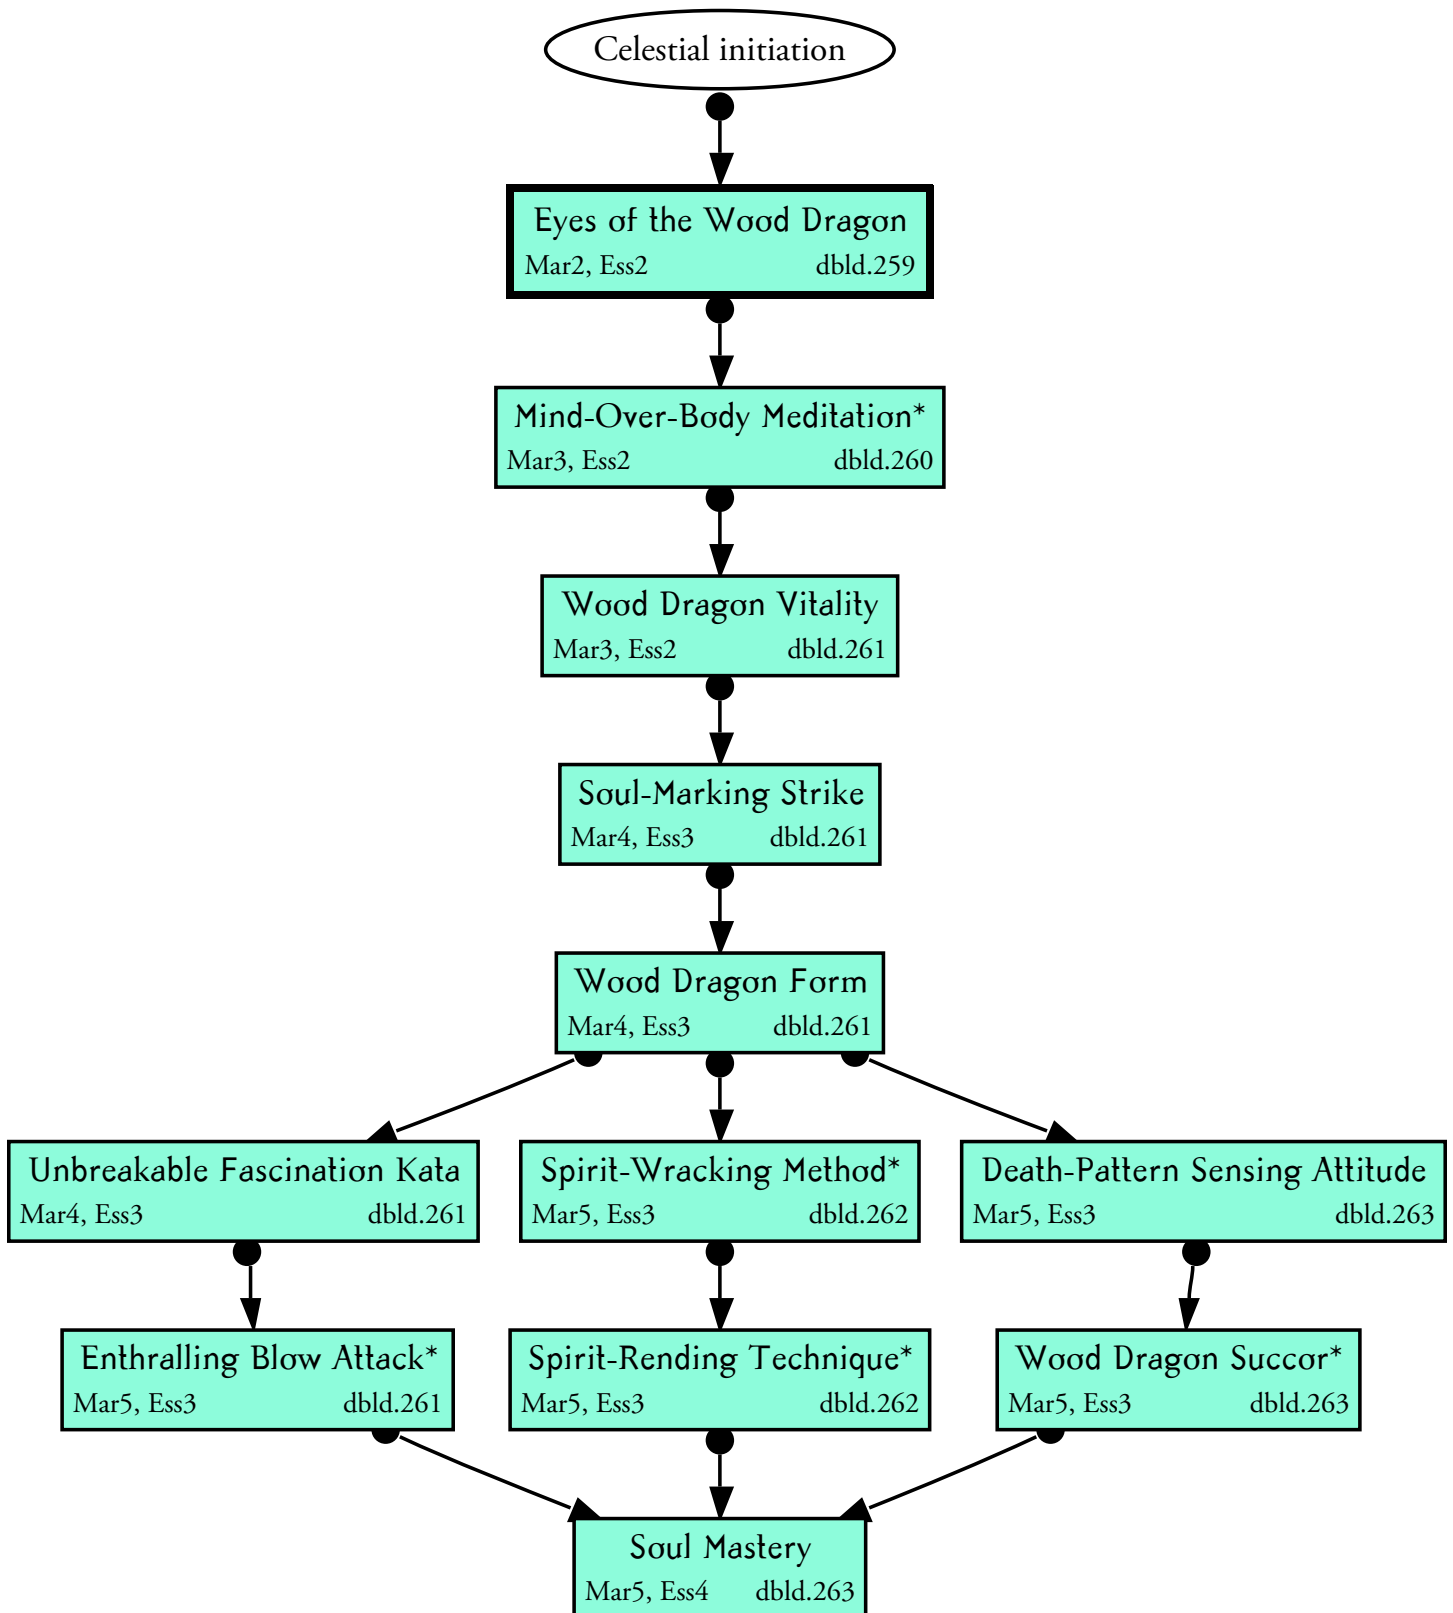 Celestial initiation
Eyes of the Wood Dragon
Mar2, Ess2 dbld.259
Mind-Over-Body Meditation*
Mar3, Ess2 dbld.260
Wood Dragon Vitality
Mar3, Ess2 dbld.261
Soul-Marking Strike
Mar4, Ess3 dbld.261
Wood Dragon Form
Mar4, Ess3 dbld.261
Unbreakable Fascination Kata
Mar4, Ess3 dbld.261
Spirit-Wracking Method*
Mar5, Ess3 dbld.262
Death-Pattern Sensing Attitude
Mar5, Ess3 dbld.263
Enthralling Blow Attack*
Mar5, Ess3 dbld.261
Spirit-Rending Technique*
Mar5, Ess3 dbld.262
Wood Dragon Succor*
Mar5, Ess3 dbld.263
Soul Mastery
Mar5, Ess4 dbld.263